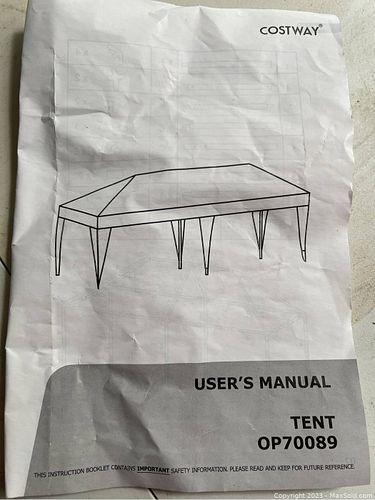 COSTWAY®
USER'S MANUAL
TENT
OP70089
THIS INSTRUCTION BOOKLET CONTAINS IMPORTANT SAFETY INFORMATION. PLEASE READ AND KEEP FOR FUTURE REFERENCE.
Copyright 2023 - MaxSold.com